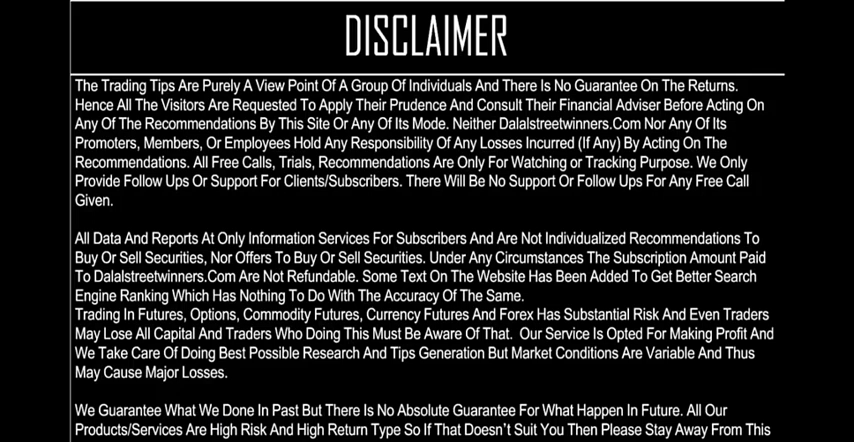 DISCLAIMER
The Trading Tips Are Purely A View Point Of A Group Of Individuals And There Is No Guarantee On The Returns.
Hence All The Visitors Are Requested To Apply Their Prudence And Consult Their Financial Adviser Before Acting On
Any Of The Recommendations By This Site Or Any Of Its Mode. Neither Dalalstreetwinners.Com Nor Any Of Its
Promoters, Members, Or Employees Hold Any Responsibility Of Any Losses Incurred (If Any) By Acting On The
Recommendations. All Free Calls, Trials, Recommendations Are Only For Watching or Tracking Purpose. We Only
Provide Follow Ups Or Support For Clients/Subscribers. There Will Be No Support Or Follow Ups For Any Free Call
Given.
All Data And Reports At Only Information Services For Subscribers And Are Not Individualized Recommendations To
Buy Or Sell Securities, Nor Offers To Buy Or Sell Securities. Under Any Circumstances The Subscription Amount Paid
To Dalalstreetwinners.Com Are Not Refundable. Some Text On The Website Has Been Added To Get Better Search
Engine Ranking Which Has Nothing To Do With The Accuracy Of The Same.
Trading In Futures, Options, Commodity Futures, Currency Futures And Forex Has Substantial Risk And Even Traders
May Lose All Capital And Traders Who Doing This Must Be Aware Of That. Our Service Is Opted For Making Profit And
We Take Care Of Doing Best Possible Research And Tips Generation But Market Conditions Are Variable And Thus
May Cause Major Losses.
We Guarantee What We Done In Past But There Is No Absolute Guarantee For What Happen In Future. All Our
Products/Services Are High Risk And High Return Type So If That Doesn't Suit You Then Please Stay Away From This